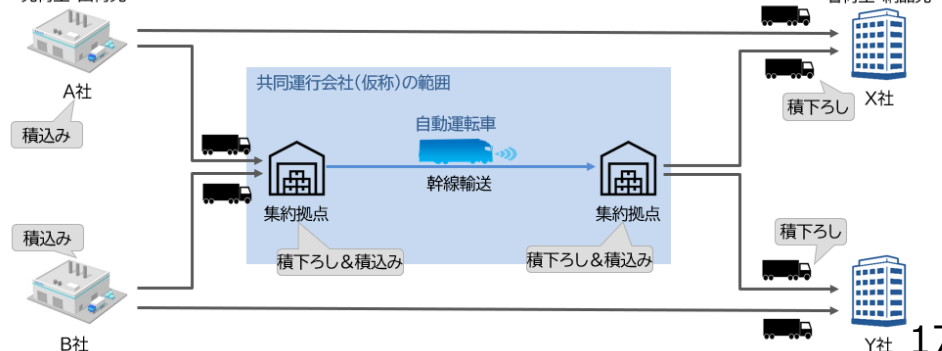 A社
積込み
共同運行会社(仮称)の範囲
自動運転車
幹線輸送
集約拠点
集約拠点
積下ろし&積込み
積下ろし&積込み
積下ろし
X社
積込み
積下ろし
B社
Y社
17